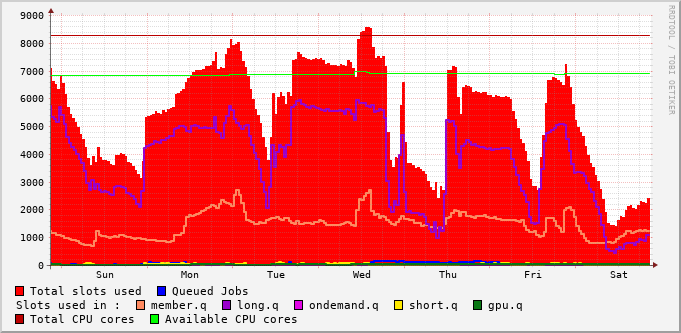 9000
8000
7000
6000
5000
4000
3000
2000
1000
0
Sun Mon Tue Wed Thu Fri Sat
RRDTOOL / TOBI OETIKER
Total slots used Queued Jobs
Slots used in : member.q long.q ondemand.q short.q gpu.q
Total CPU cores Available CPU cores